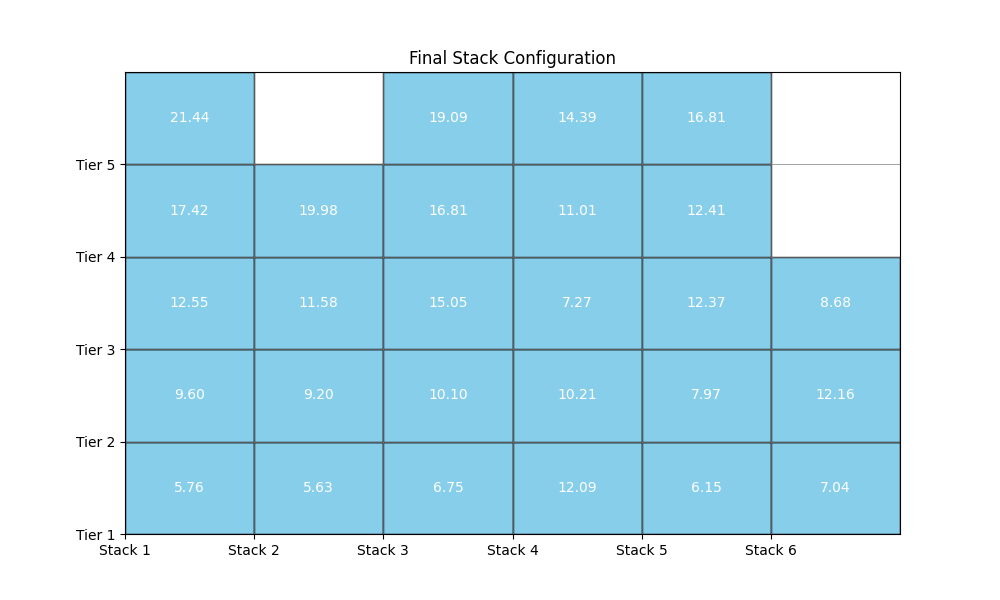 Final Stack Configuration
21.44 19.09 14.39 16.81
Tier 5
17.42 19.98 16.81 11.01 12.41
Tier 4
12.55 11.58 15.05 7.27 12.37 8.68
Tier 3
9.60 9.20 10.10 10.21 7.97 12.16
Tier 2
5.76 5.63 6.75 12.09 6.15 7.04
Tier 1
Stack 1 Stack 2 Stack 3 Stack 4 Stack 5 Stack 6